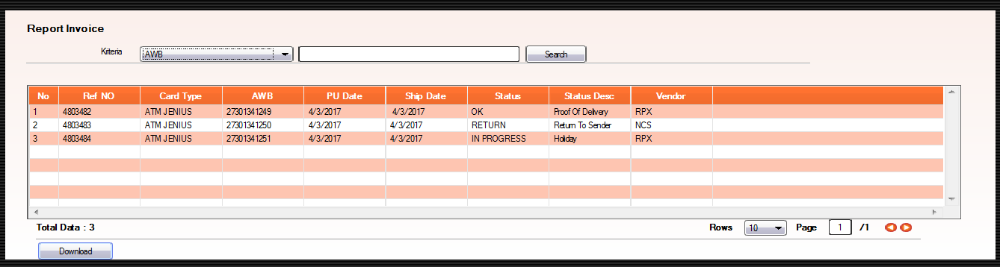 Report Invoice
Kriteria AWB Search
No Ref NO Card Type AWB PU Date Ship Date Status Status Desc Vendor
1 4803482 ATM JENIUS 27301341249 4/3/2017 4/3/2017 OK Proof Of Delivery RPX
2 4803483 ATM JENIUS 27301341250 4/3/2017 4/3/2017 RETURN Return To Sender NCS
3 4803484 ATM JENIUS 27301341251 4/3/2017 4/3/2017 IN PROGRESS Holiday RPX
Total Data : 3 Rows 10 Page 1 /1
Download